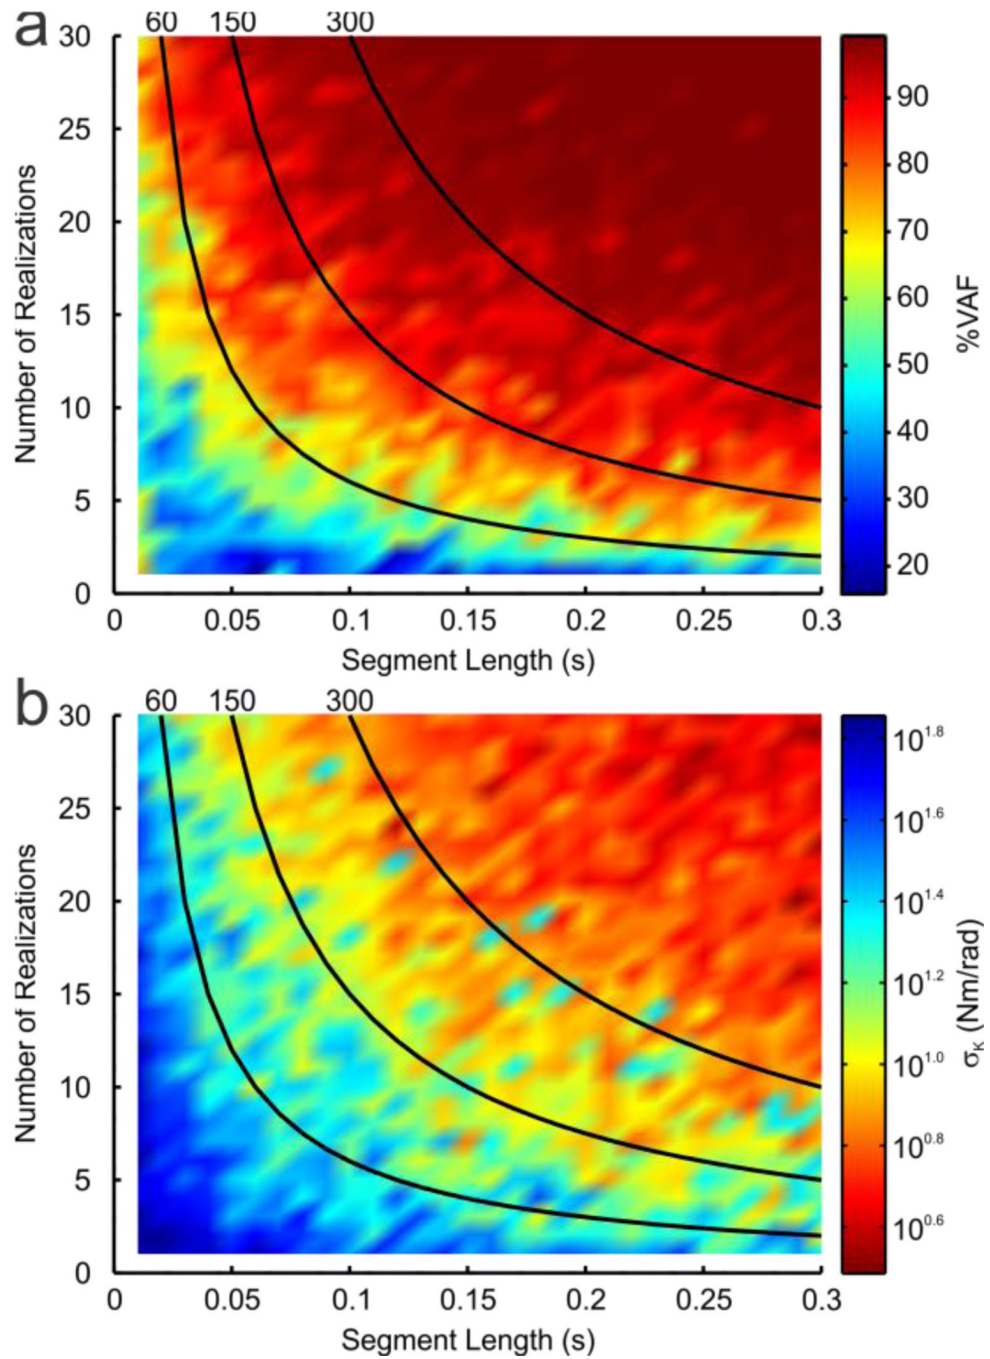 a
60 150 300
30
25
20
15
10
5
0
Number of Realizations
0 0.05 0.1 0.15 0.2 0.25 0.3
Segment Length (s)
90
80
70
60
50
40
30
20
%VAF
b
60 150 300
30
25
20
15
10
5
0
Number of Realizations
0 0.05 0.1 0.15 0.2 0.25 0.3
Segment Length (s)
10^1.8
10^1.6
10^1.4
10^1.2
10^1.0
10^0.8
10^0.6
σ_K (Nm/rad)